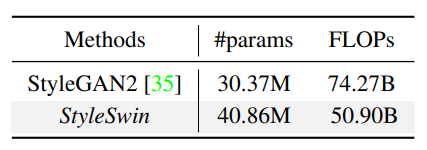 Methods #params FLOPs
StyleGAN2 [35] 30.37M 74.27B
StyleSwin 40.86M 50.90B